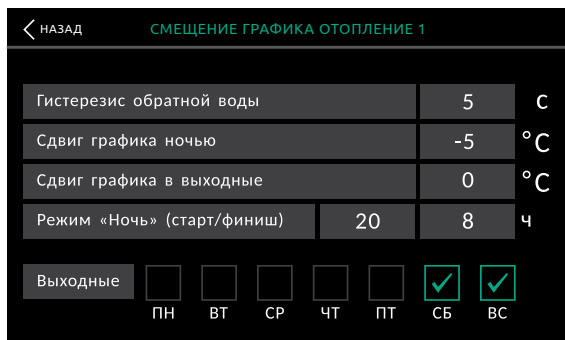 НАЗАД СМЕЩЕНИЕ ГРАФИКА ОТОПЛЕНИЕ 1
Гистерезис обратной воды 5 с
Сдвиг графика ночью -5 °С
Сдвиг графика в выходные 0 °С
Режим «Ночь» (старт/финиш) 20 8 ч
Выходные
ПН ВТ СР ЧТ ПТ СБ ВС